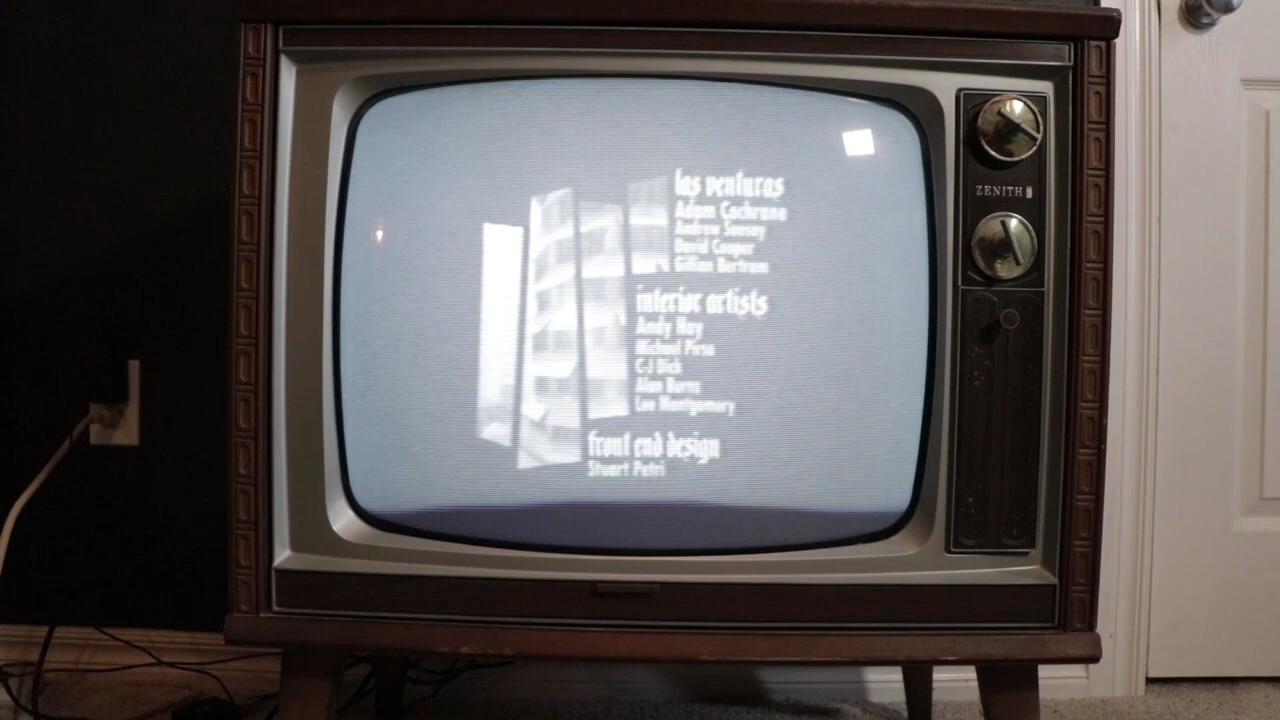 las venturas
Adam Cochrane
Andrew Soosay
David Cooper
Gillian Bertram
interior artists
Andy Hay
Michael Pirso
C-J Dick
Alan Burns
Lee Montgomery
front end design
Stuart Petri
ZENITH